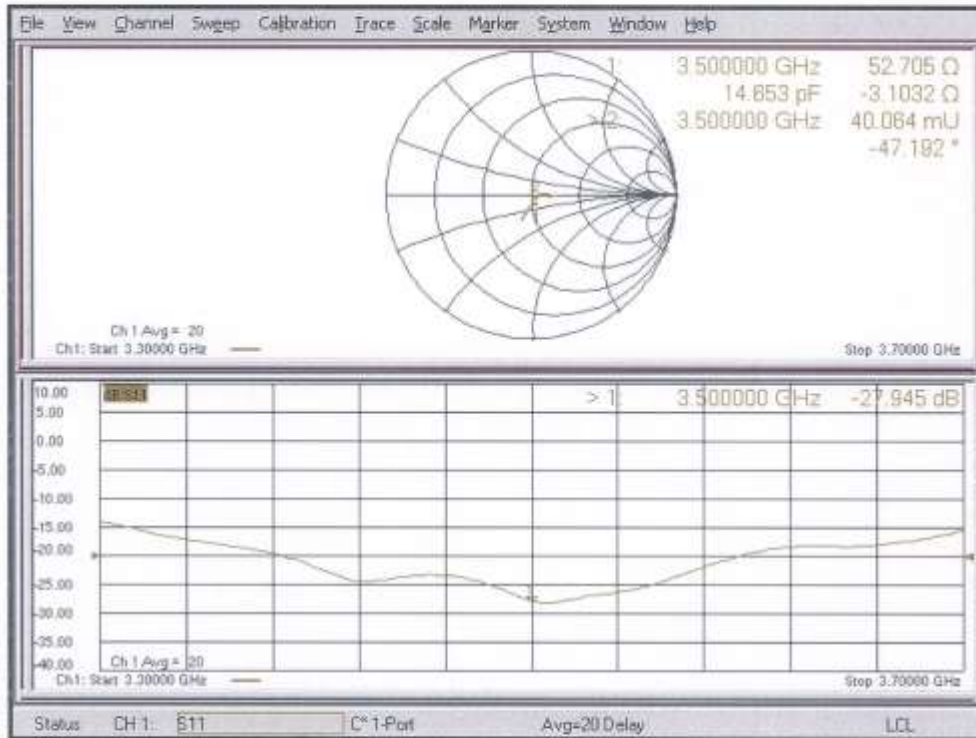 File View Channel Sweep Calibration Trace Scale Marker System Window Help
1: 3.500000 GHz 52.705 Ω
14.653 pF -3.1032 Ω
>2: 3.500000 GHz 40.064 mU
-47.192 °
Ch 1 Avg = 20
Ch1: Start 3.30000 GHz
Stop 3.70000 GHz
10.00
>1: 3.500000 GHz -27.945 dB
5.00
0.00
-5.00
-10.00
-15.00
-20.00
-25.00
-30.00
-35.00
-40.00
Ch 1 Avg = 20
Ch1: Start 3.30000 GHz
Stop 3.70000 GHz
Status CH 1: S11 C* 1-Port Avg=20 Delay LCL